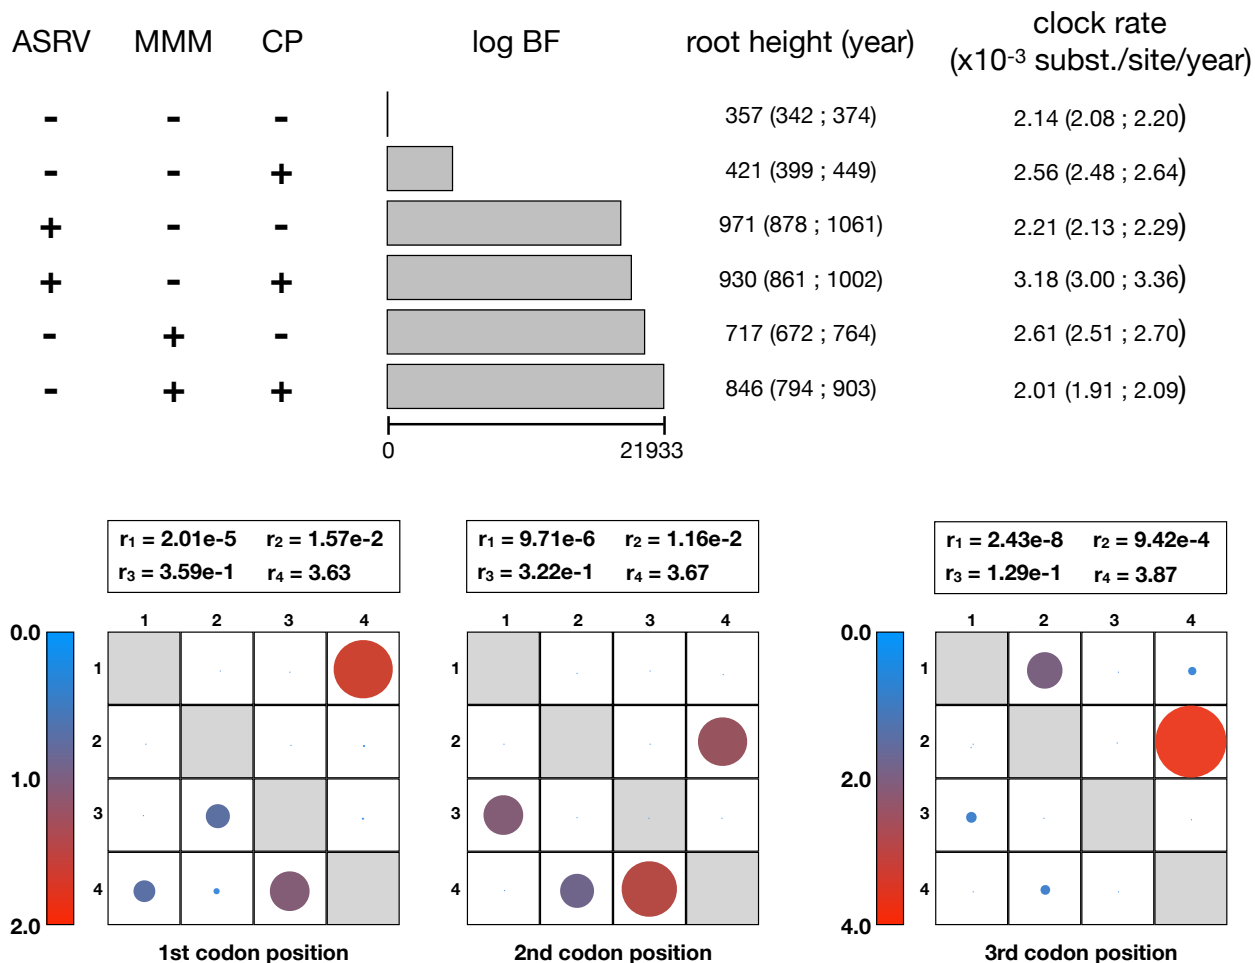 ASRV MMM CP log BF root height (year) clock rate
(x10-3 subst./site/year)
- - - 357 (342 ; 374) 2.14 (2.08 ; 2.20)
- - + 421 (399 ; 449) 2.56 (2.48 ; 2.64)
+ - - 971 (878 ; 1061) 2.21 (2.13 ; 2.29)
+ - + 930 (861 ; 1002) 3.18 (3.00 ; 3.36)
- + - 717 (672 ; 764) 2.61 (2.51 ; 2.70)
- + + 846 (794 ; 903) 2.01 (1.91 ; 2.09)
0 21933
r1 = 2.01e-5 r2 = 1.57e-2
r3 = 3.59e-1 r4 = 3.63
1 2 3 4
0.0
1.0
2.0
1
2
3
4
1st codon position
r1 = 9.71e-6 r2 = 1.16e-2
r3 = 3.22e-1 r4 = 3.67
1 2 3 4
1
2
3
4
2nd codon position
r1 = 2.43e-8 r2 = 9.42e-4
r3 = 1.29e-1 r4 = 3.87
1 2 3 4
0.0
2.0
4.0
1
2
3
4
3rd codon position